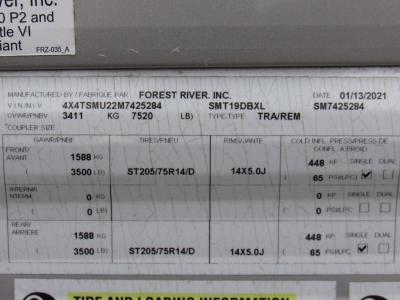 ver, Inc.
0 P2 and
tle VI
iant
FRZ-035_A
MANUFACTURED BY / FABRIQUE PAR : FOREST RIVER, INC. DATE 01/13/2021
V.I.N./N.I.V 4X4TSMU22M7425284 SMT19DBXL SM7425284
GVWR/PNBV 3411 KG 7520 LB) TYPE: TRA/REM
COUPLER SIZE
GAWR/PNBE TIRES/PNEU RIMS/JANTE COLD INFL. PRESS/PRESS DE GONFL A FROID
FRONT/ AVANT 1588 KG 448 KP SINGLE DUAL
( 3500 LB) ST205/75R14/D 14X5.0J ( 65 PSI/LPC)
INTERM/ INTERM 0 KG 0 KP SINGLE DUAL
( 0 LB) ( 0 PSI/LPC
REAR/ ARRIERE 1588 KG 448 KP. SINGLE DUAL
( 3500 LB) ST205/75R14/D 14X5.0J ( 65 PSI/LPC
TIRE AND LOADING